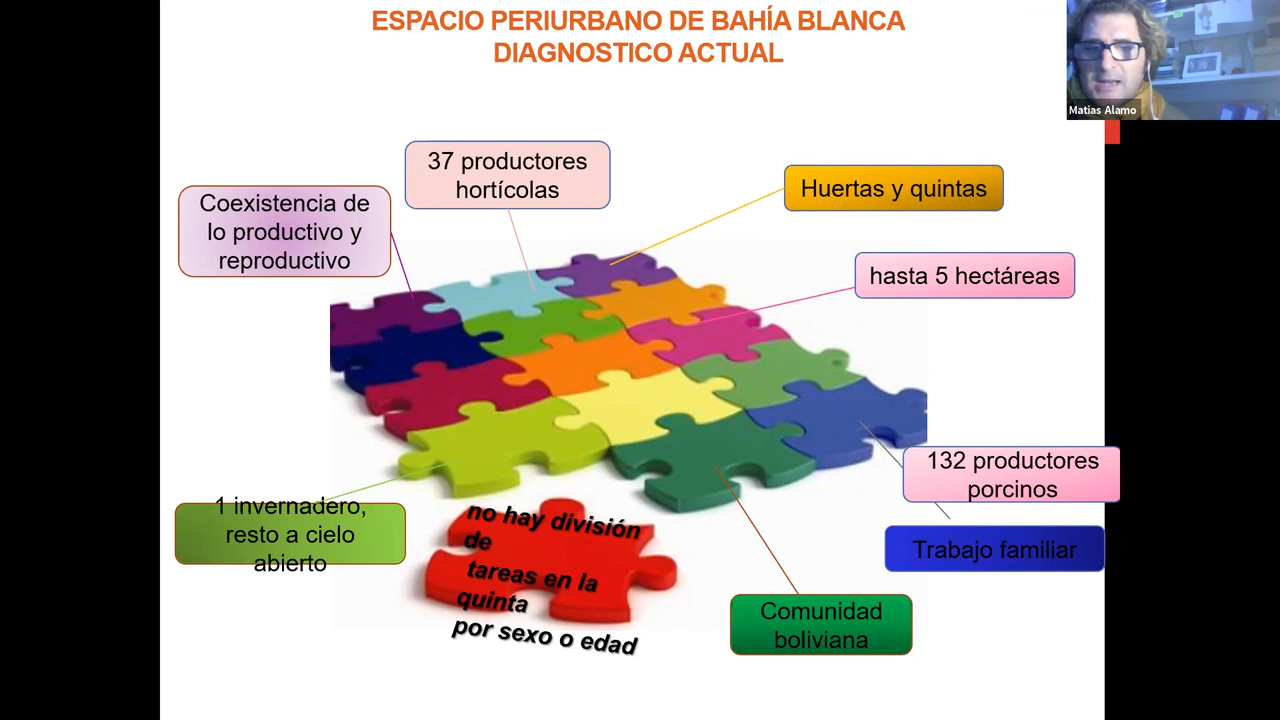 ESPACIO PERIURBANO DE BAHÍA BLANCA
DIAGNOSTICO ACTUAL
Matias Alamo
37 productores
hortícolas
Huertas y quintas
Coexistencia de
lo productivo y
reproductivo
hasta 5 hectáreas
132 productores
porcinos
1 invernadero,
resto a cielo
abierto
no hay división
de
tareas en la
quinta
por sexo o edad
Trabajo familiar
Comunidad
boliviana